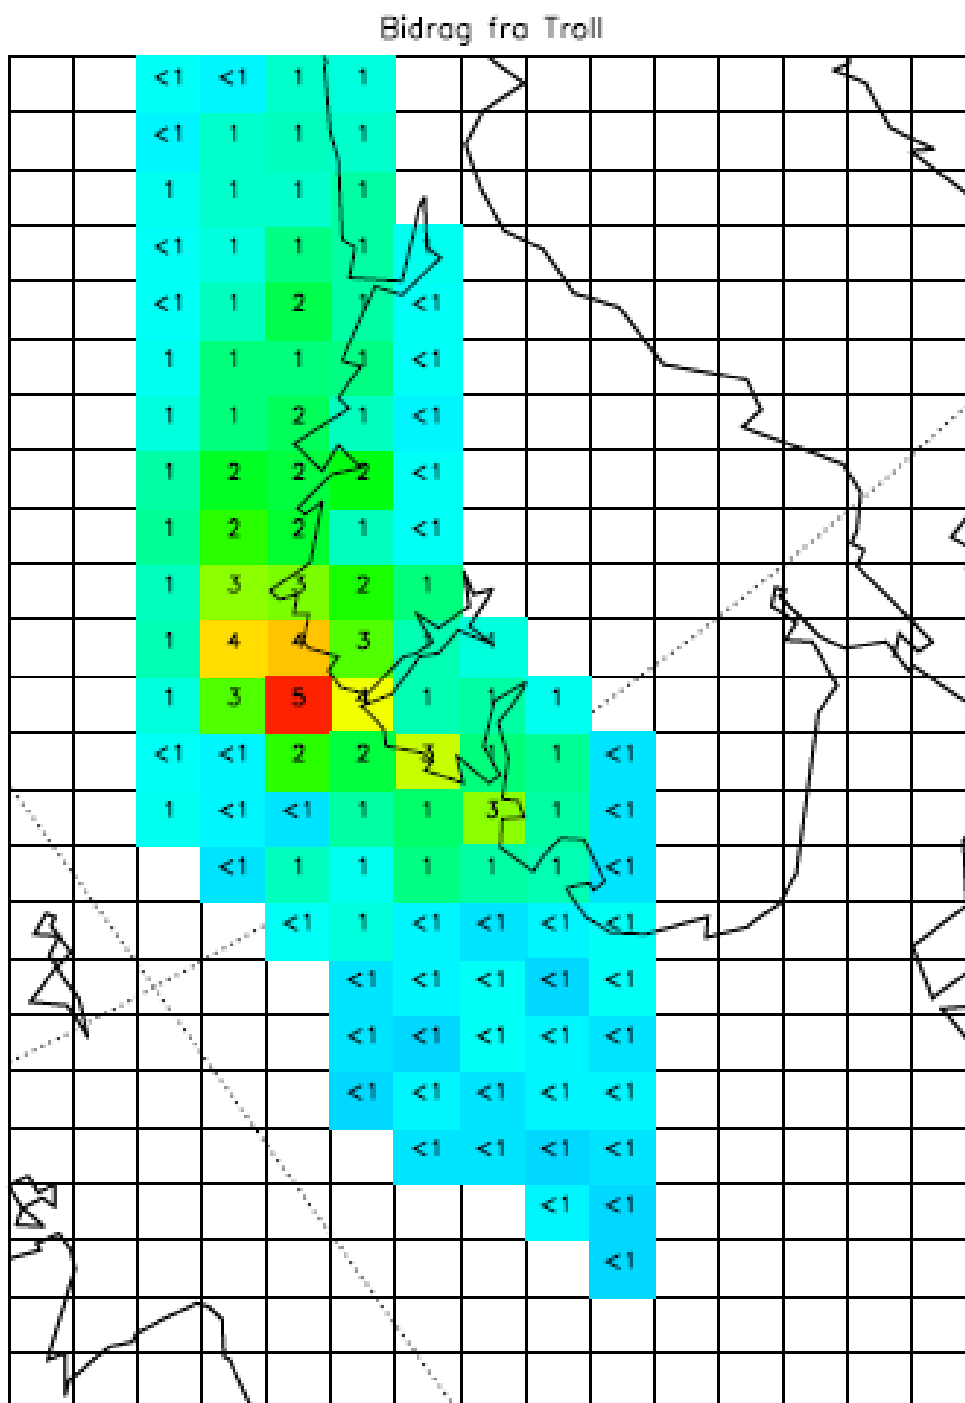 Bidrag fra Troll
<1 <1 1 1
<1 1 1 1
1 1 1 1
<1 1 1 1
<1 1 2 1 <1
1 1 1 1 <1
1 1 2 1 <1
1 2 2 2 <1
1 2 2 1 <1
1 3 3 2 1
1 4 4 3
1 3 5 4 1 1 1
<1 <1 2 2 3 1 <1
1 <1 <1 1 1 3 1 <1
<1 1 1 1 1 1 <1
<1 1 <1 <1 <1 <1
<1 <1 <1 <1 <1
<1 <1 <1 <1 <1
<1 <1 <1 <1 <1
<1 <1 <1 <1
<1 <1
<1